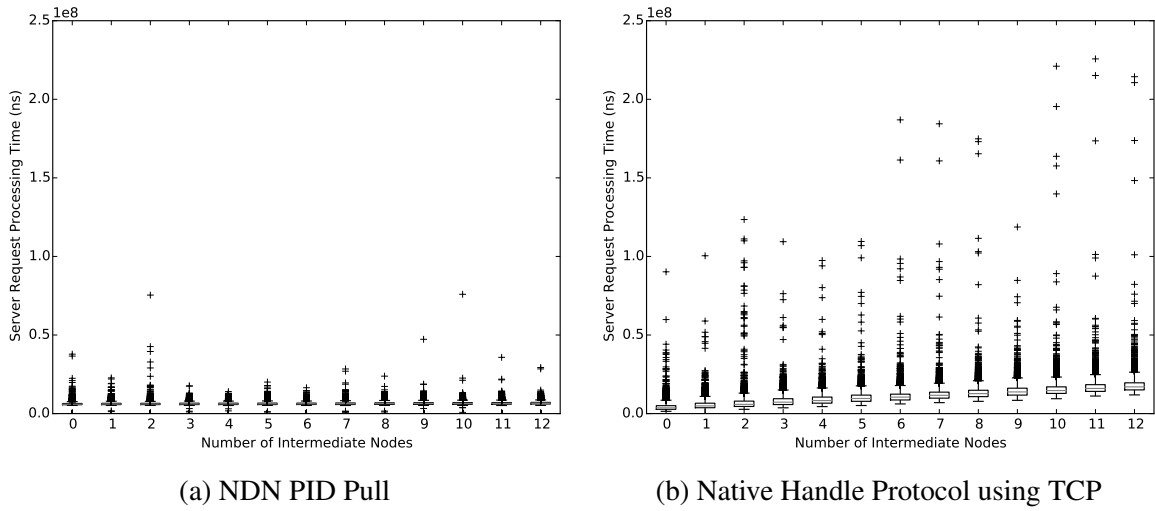 1e8
2.5
2.0
1.5
1.0
0.5
0.0
Server Request Processing Time (ns)
0 1 2 3 4 5 6 7 8 9 10 11 12
Number of Intermediate Nodes
(a) NDN PID Pull
1e8
2.5
2.0
1.5
1.0
0.5
0.0
Server Request Processing Time (ns)
0 1 2 3 4 5 6 7 8 9 10 11 12
Number of Intermediate Nodes
(b) Native Handle Protocol using TCP